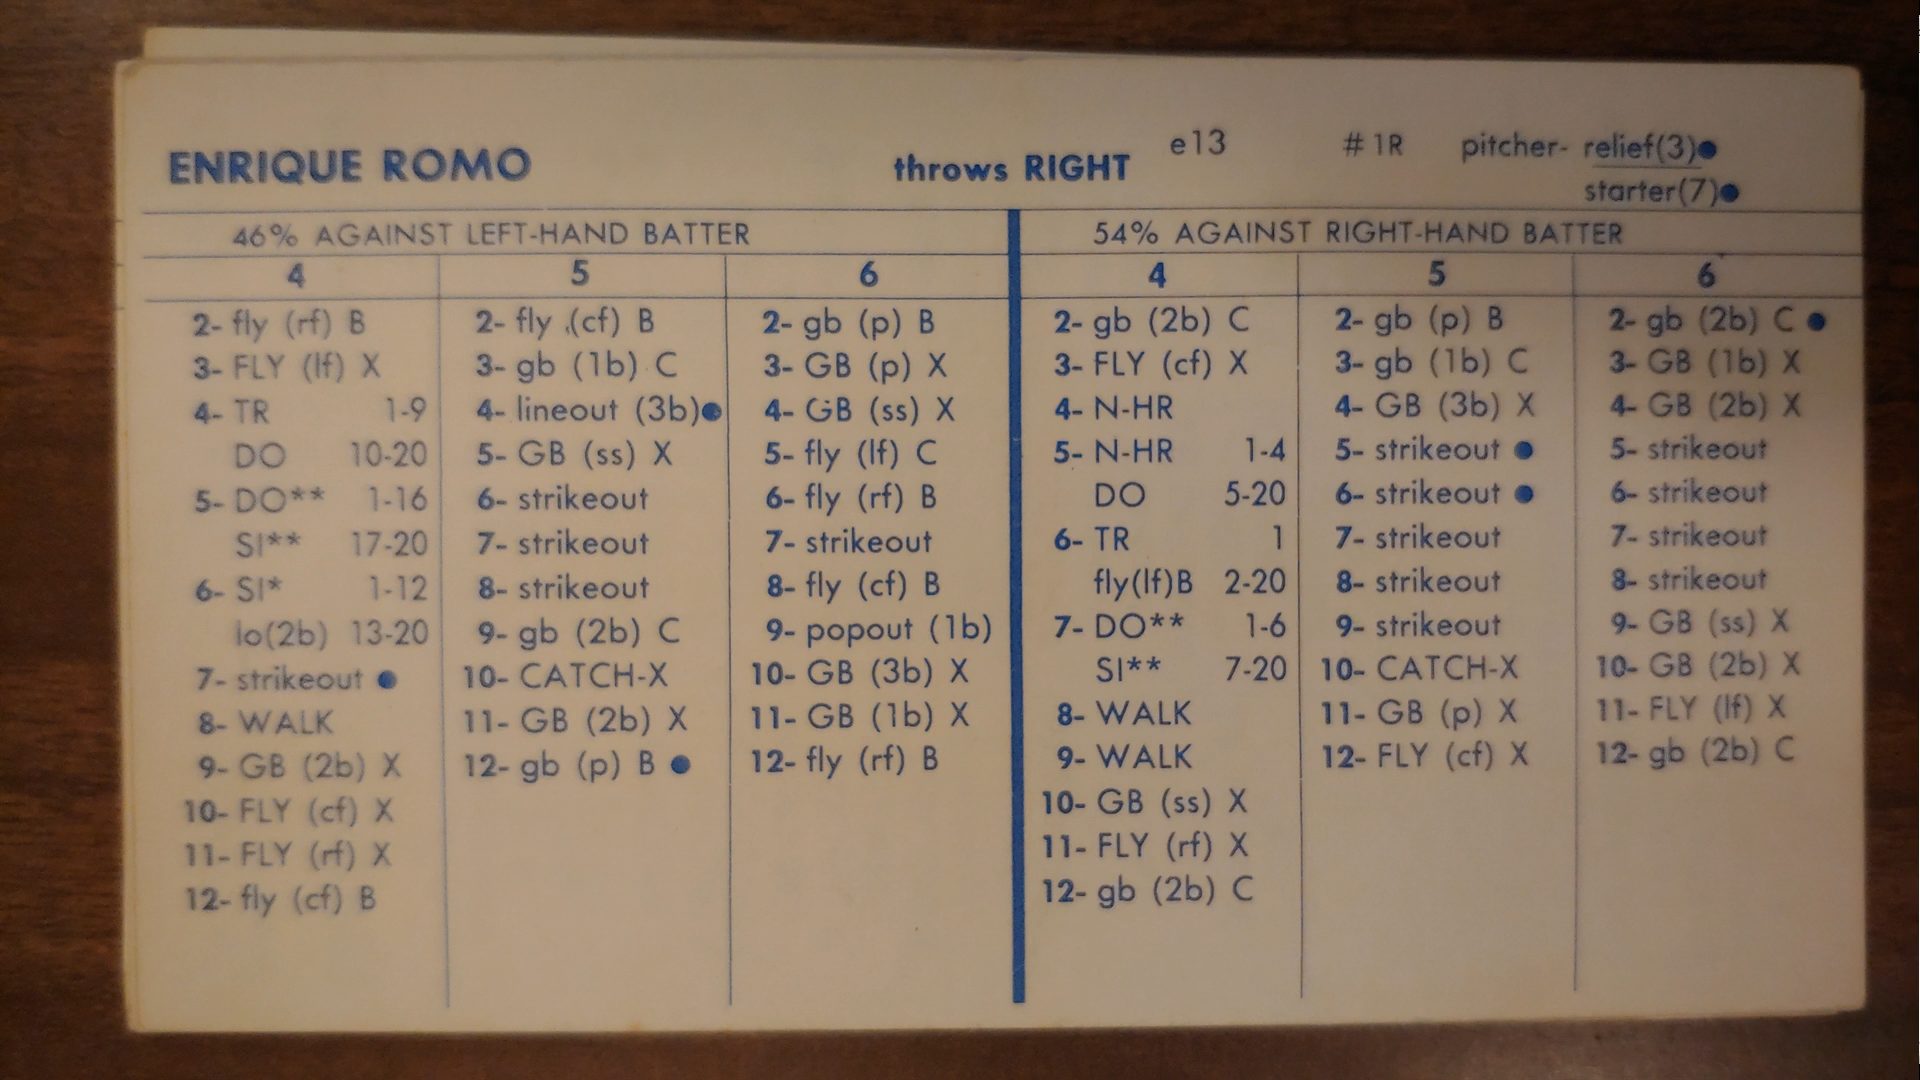 ENRIQUE ROMO throws RIGHT e13 #1R pitcher- relief(3)●
starter(7)●
46% AGAINST LEFT-HAND BATTER
4
2- fly (rf) B
3- FLY (lf) X
4- TR 1-9
DO 10-20
5- DO** 1-16
SI** 17-20
6- SI* 1-12
lo(2b) 13-20
7- strikeout ●
8- WALK
9- GB (2b) X
10- FLY (cf) X
11- FLY (rf) X
12- fly (cf) B
5
2- fly (cf) B
3- gb (1b) C
4- lineout (3b)●
5- GB (ss) X
6- strikeout
7- strikeout
8- strikeout
9- gb (2b) C
10- CATCH-X
11- GB (2b) X
12- gb (p) B ●
6
2- gb (p) B
3- GB (p) X
4- GB (ss) X
5- fly (lf) C
6- fly (rf) B
7- strikeout
8- fly (cf) B
9- popout (1b)
10- GB (3b) X
11- GB (1b) X
12- fly (rf) B
54% AGAINST RIGHT-HAND BATTER
4
2- gb (2b) C
3- FLY (cf) X
4- N-HR
5- N-HR 1-4
DO 5-20
6- TR 1
fly(lf)B 2-20
7- DO** 1-6
SI** 7-20
8- WALK
9- WALK
10- GB (ss) X
11- FLY (rf) X
12- gb (2b) C
5
2- gb (p) B
3- gb (1b) C
4- GB (3b) X
5- strikeout ●
6- strikeout ●
7- strikeout
8- strikeout
9- strikeout
10- CATCH-X
11- GB (p) X
12- FLY (cf) X
6
2- gb (2b) C ●
3- GB (1b) X
4- GB (2b) X
5- strikeout
6- strikeout
7- strikeout
8- strikeout
9- GB (ss) X
10- GB (2b) X
11- FLY (lf) X
12- gb (2b) C